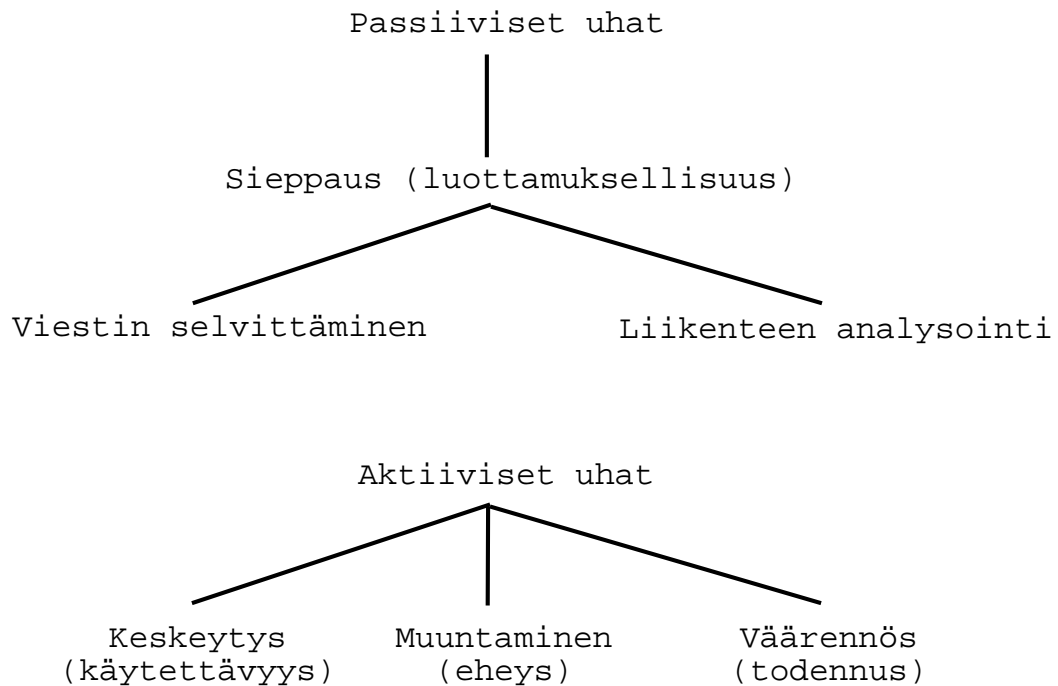 Passiiviset uhat
Sieppaus (luottamuksellisuus)
Viestin selvittäminen
Liikenteen analysointi
Aktiiviset uhat
Keskeytys
(käytettävyys)
Muuntaminen
(eheys)
Väärennös
(todennus)